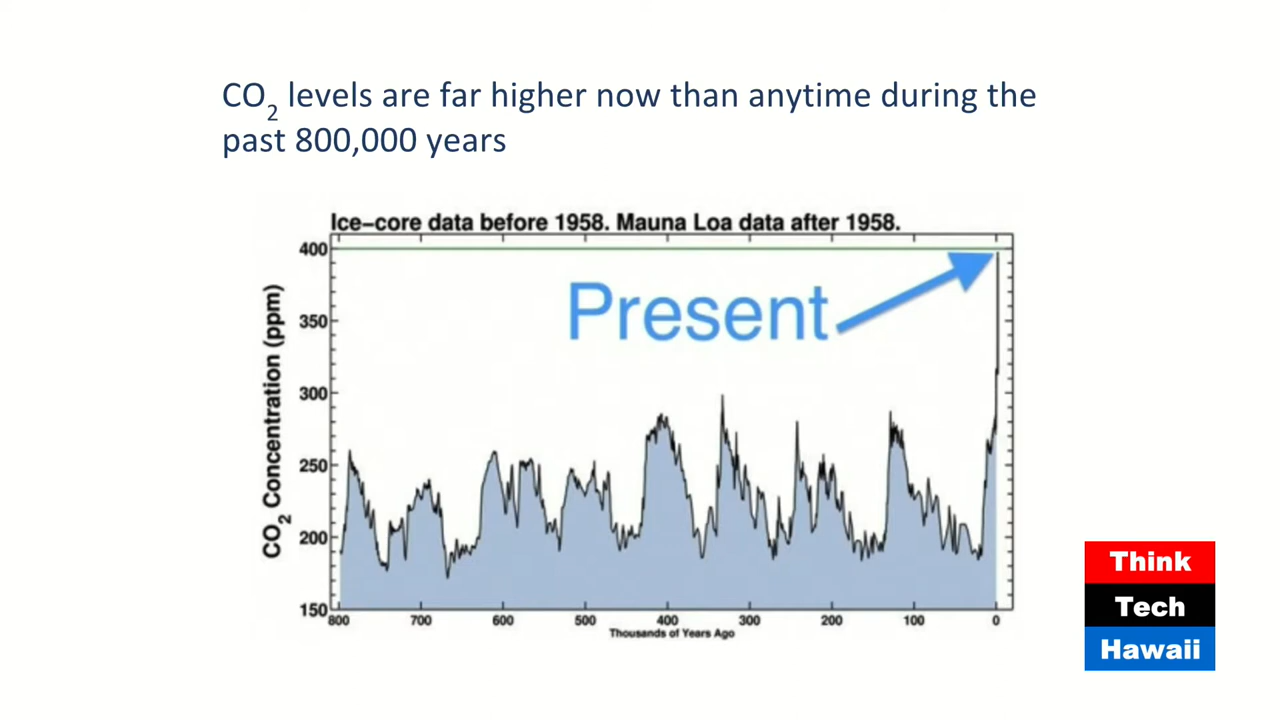 CO2 levels are far higher now than anytime during the
past 800,000 years
Ice-core data before 1958. Mauna Loa data after 1958.
CO2 Concentration (ppm)
400
350
300
250
200
150
Present
800 700 600 500 400 300 200 100 0
Thousands of Years Ago
Think
Tech
Hawaii